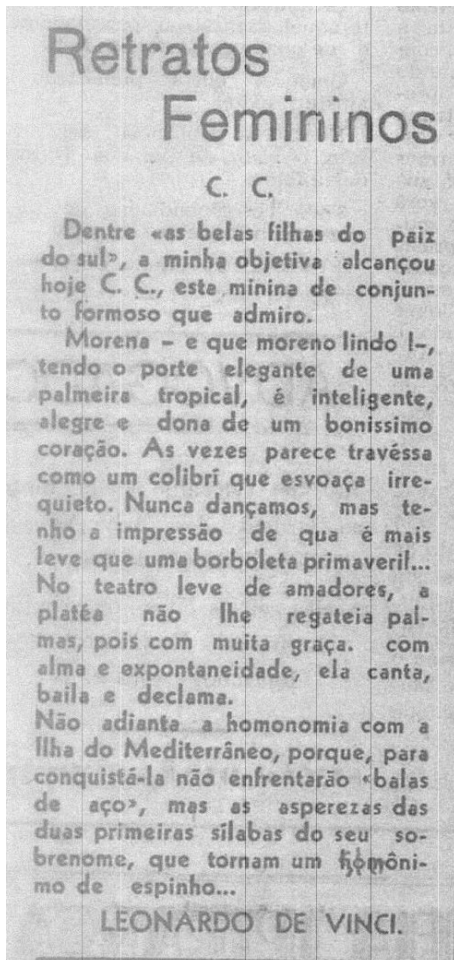 Retratos
Femininos
C. C.
Dentre «as belas filhas do paiz
do sul», a minha objetiva alcançou
hoje C. C., esta minina de conjun-
to formoso que admiro.
Morena – e que moreno lindo !–,
tendo o porte elegante de uma
palmeira tropical, é inteligente,
alegre e dona de um bonissimo
coração. As vezes parece travéssa
como um colibrí que esvoaça irre-
quieto. Nunca dançamos, mas te-
nho a impressão de qua é mais
leve que uma borboleta primaveril...
No teatro leve de amadores, a
platéa não lhe regateia pal-
mas, pois com muita graça. com
alma e expontaneidade, ela canta,
baila e declama.
Não adianta a homonomia com a
Ilha do Mediterrâneo, porque, para
conquistá-la não enfrentarão «balas
de aço», mas as asperezas das
duas primeiras sílabas do seu so-
brenome, que tornam um homôni-
mo de espinho...
LEONARDO DE VINCI.